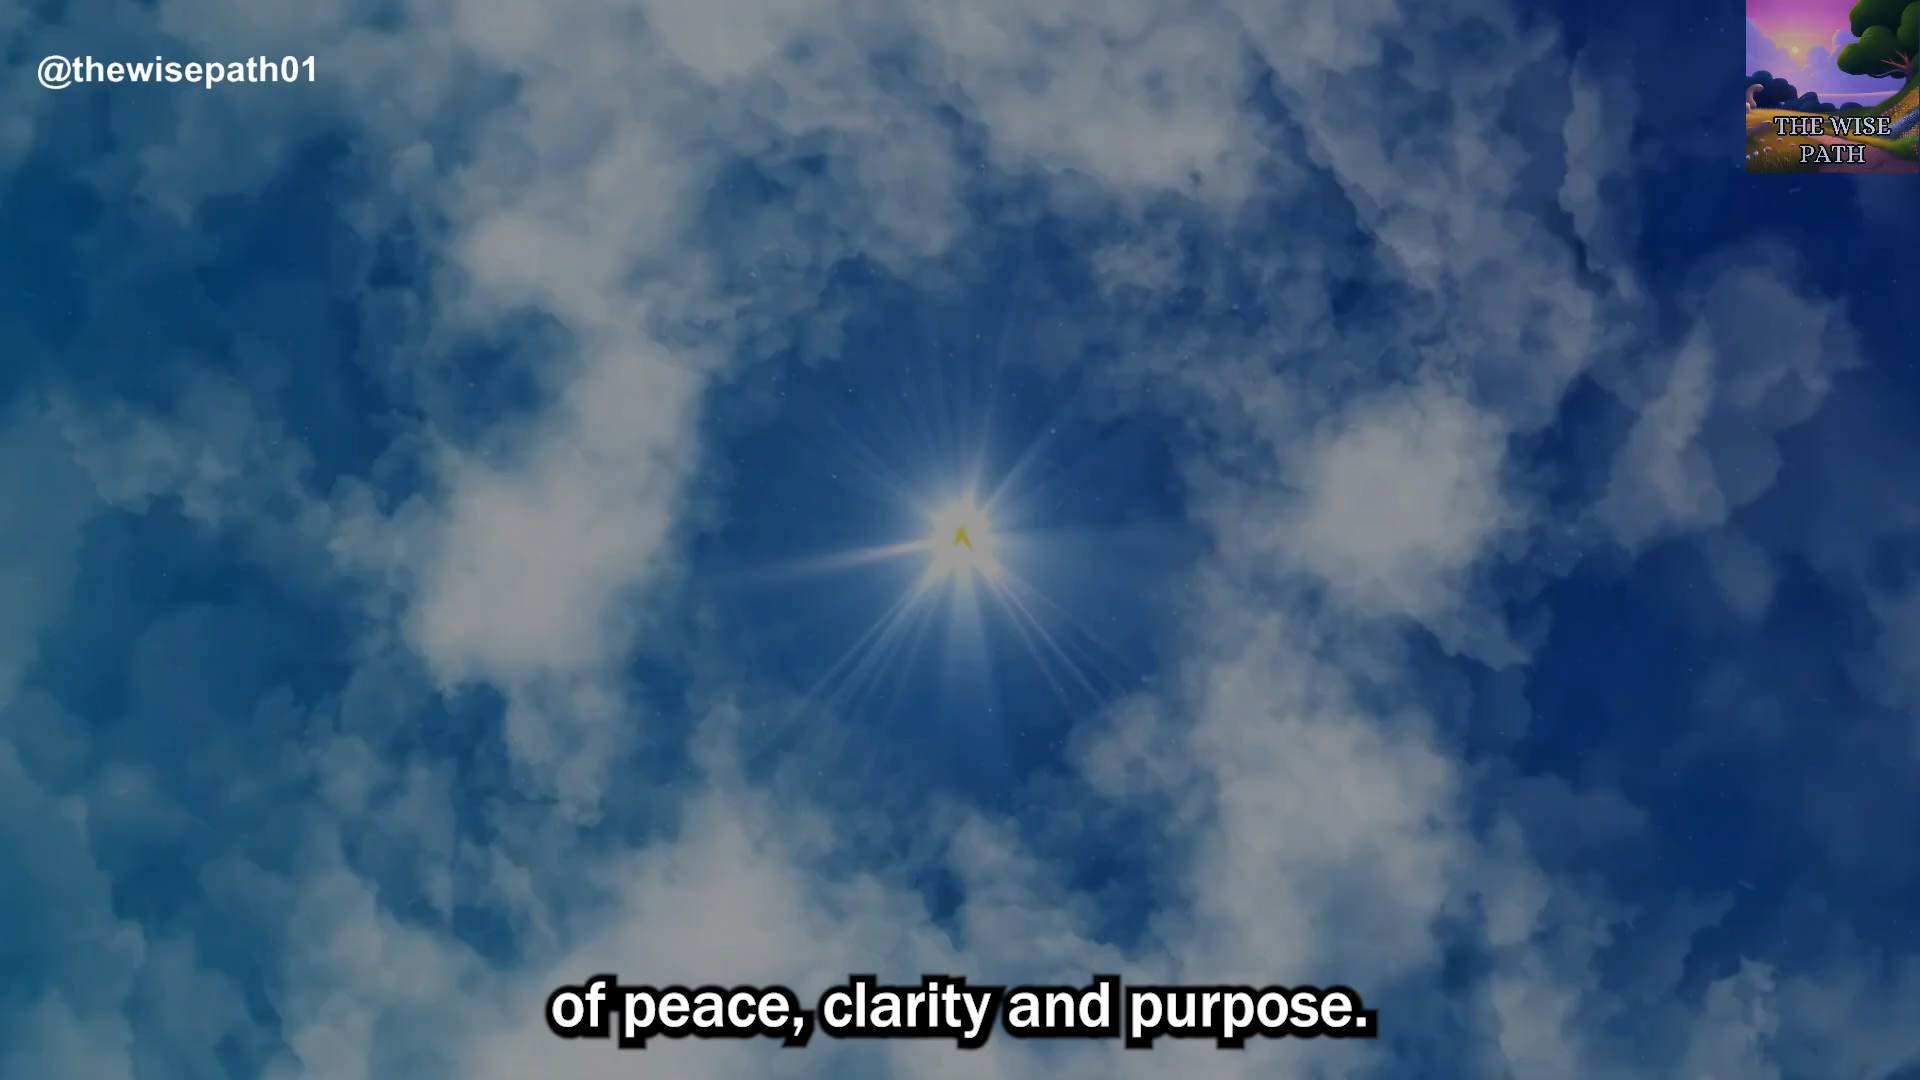 @thewisepath01
THE WISE
PATH
of peace, clarity and purpose.